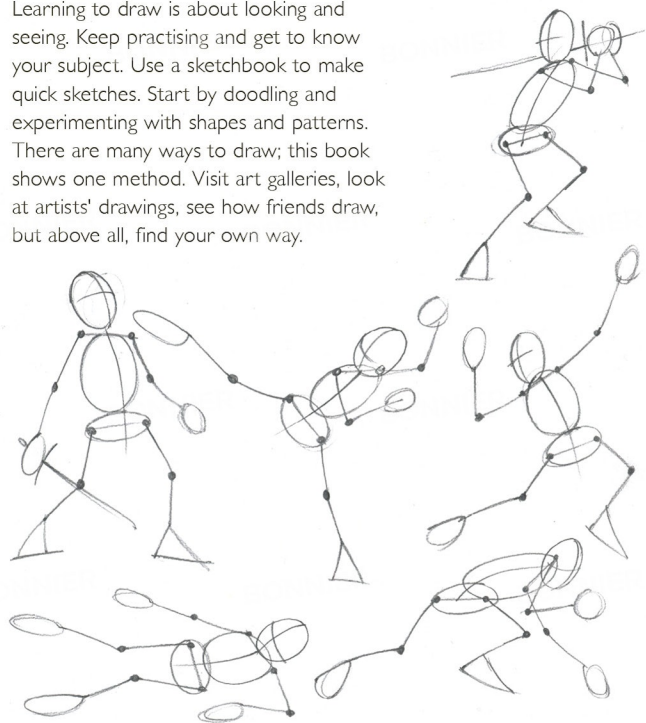 Learning to draw is about looking and
seeing. Keep practising and get to know
your subject. Use a sketchbook to make
quick sketches. Start by doodling and
experimenting with shapes and patterns.
There are many ways to draw; this book
shows one method. Visit art galleries, look
at artists' drawings, see how friends draw,
but above all, find your own way.